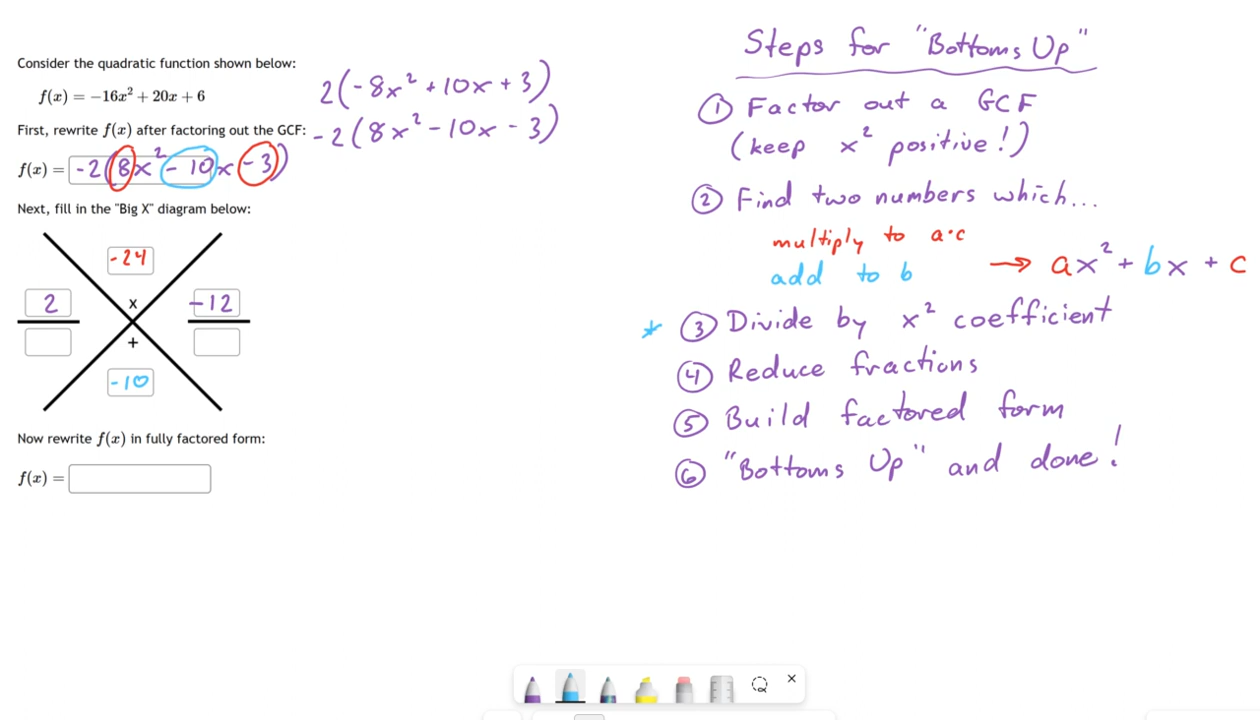 Consider the quadratic function shown below:
f(x) = −16x² + 20x + 6
2(-8x² + 10x + 3)
First, rewrite f(x) after factoring out the GCF:
-2(8x² - 10x - 3)
f(x) = -2(8x² - 10x - 3)
Next, fill in the "Big X" diagram below:
-24
2 x -12
+
-10
Now rewrite f(x) in fully factored form:
f(x) =
Steps for "Bottoms Up"
① Factor out a GCF
(keep x² positive!)
② Find two numbers which...
multiply to a·c
add to b → ax² + bx + c
* ③ Divide by x² coefficient
④ Reduce fractions
⑤ Build factored form
⑥ "Bottoms Up" and done!